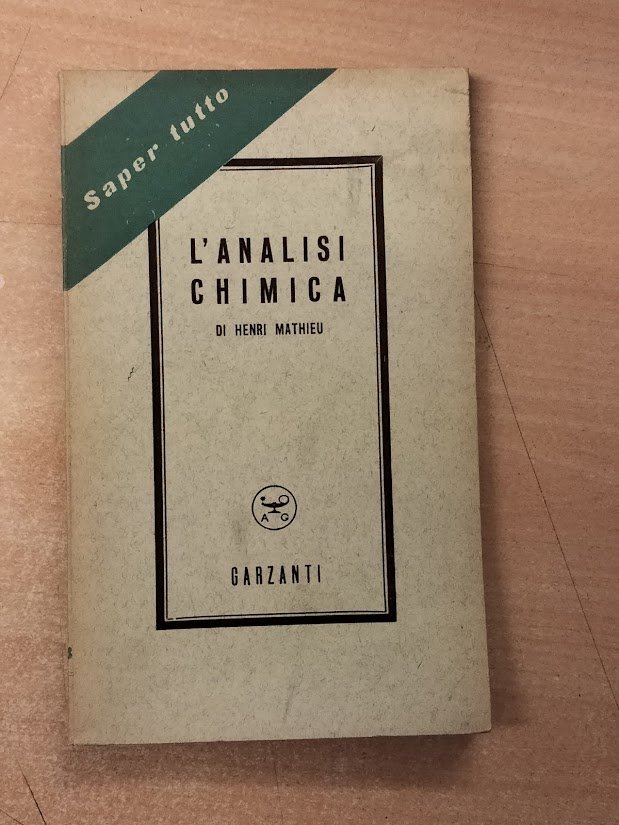 Saper tutto
L'ANALISI
CHIMICA
DI HENRI MATHIEU
A G
GARZANTI